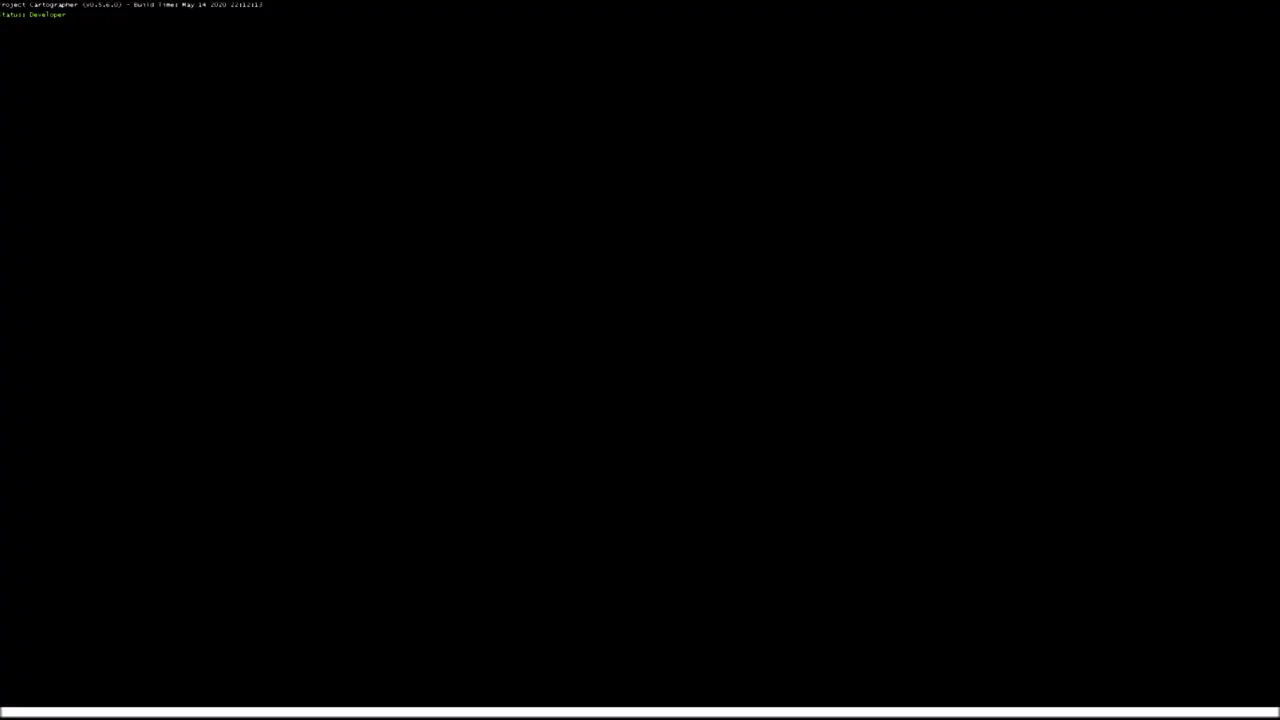 Project Cartographer (v0.5.6.0) - Build Time: May 14 2020 22:12:13
Status: Developer